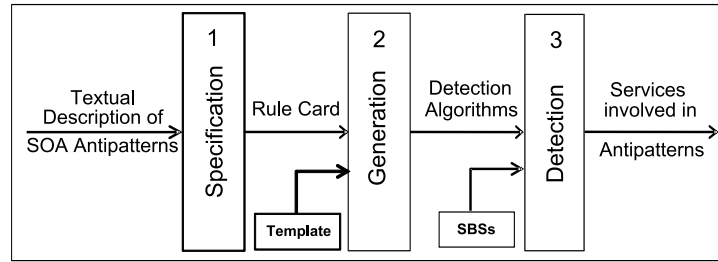 1
2
3
Textual
Description of
SOA Antipatterns
Specification
Rule Card
Template
Generation
Detection
Algorithms
SBSs
Detection
Services
involved in
Antipatterns